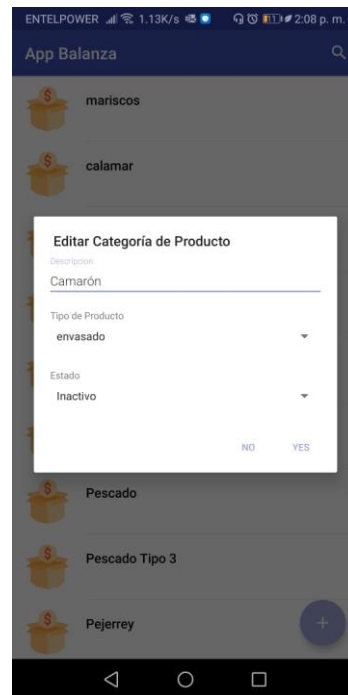 ENTELPOWER 1.13K/s 11 2:08 p. m.
App Balanza
mariscos
calamar
Editar Categoría de Producto
Descripcion
Camarón
Tipo de Producto
envasado
Estado
Inactivo
NO YES
Pescado
Pescado Tipo 3
Pejerrey